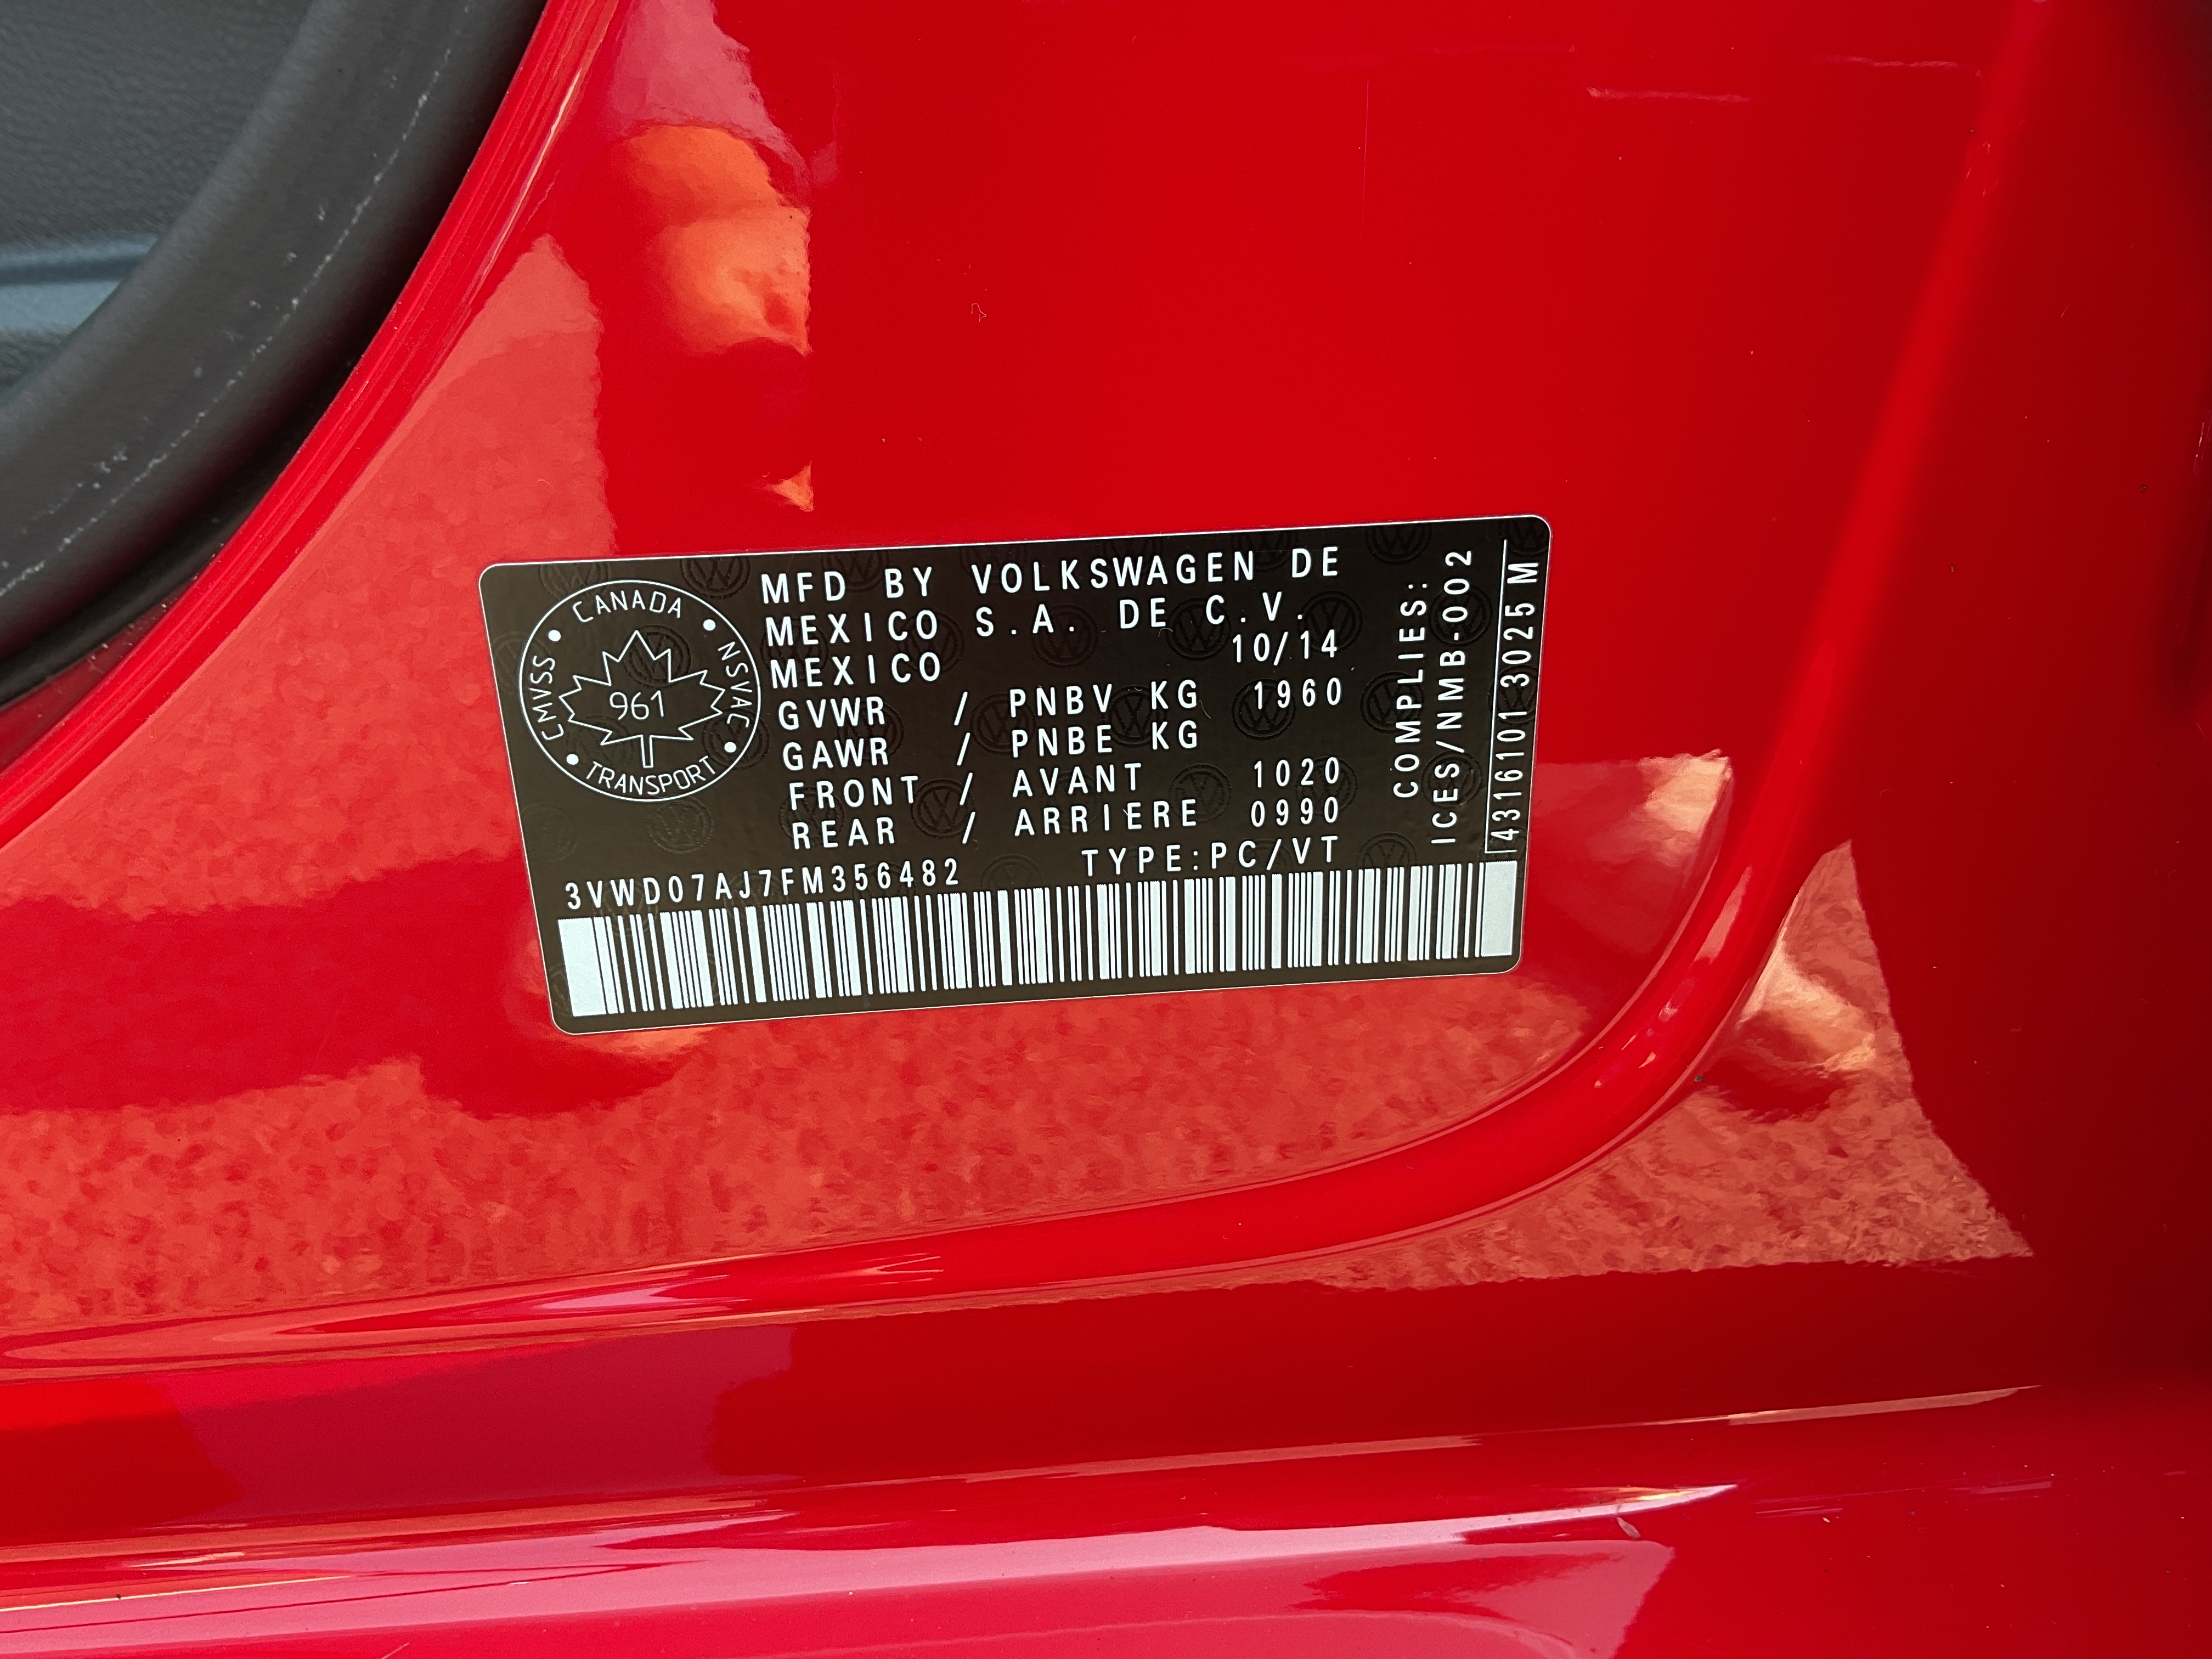 CANADA
NSVAC
TRANSPORT
CMVSS
961
MFD BY VOLKSWAGEN DE
MEXICO S.A. DE C.V.
MEXICO 10/14
GVWR / PNBV KG 1960
GAWR / PNBE KG
FRONT / AVANT 1020
REAR / ARRIERE 0990
TYPE:PC/VT
3VWD07AJ7FM356482
COMPLIES:
ICES/NMB-002
4316101 3025 M